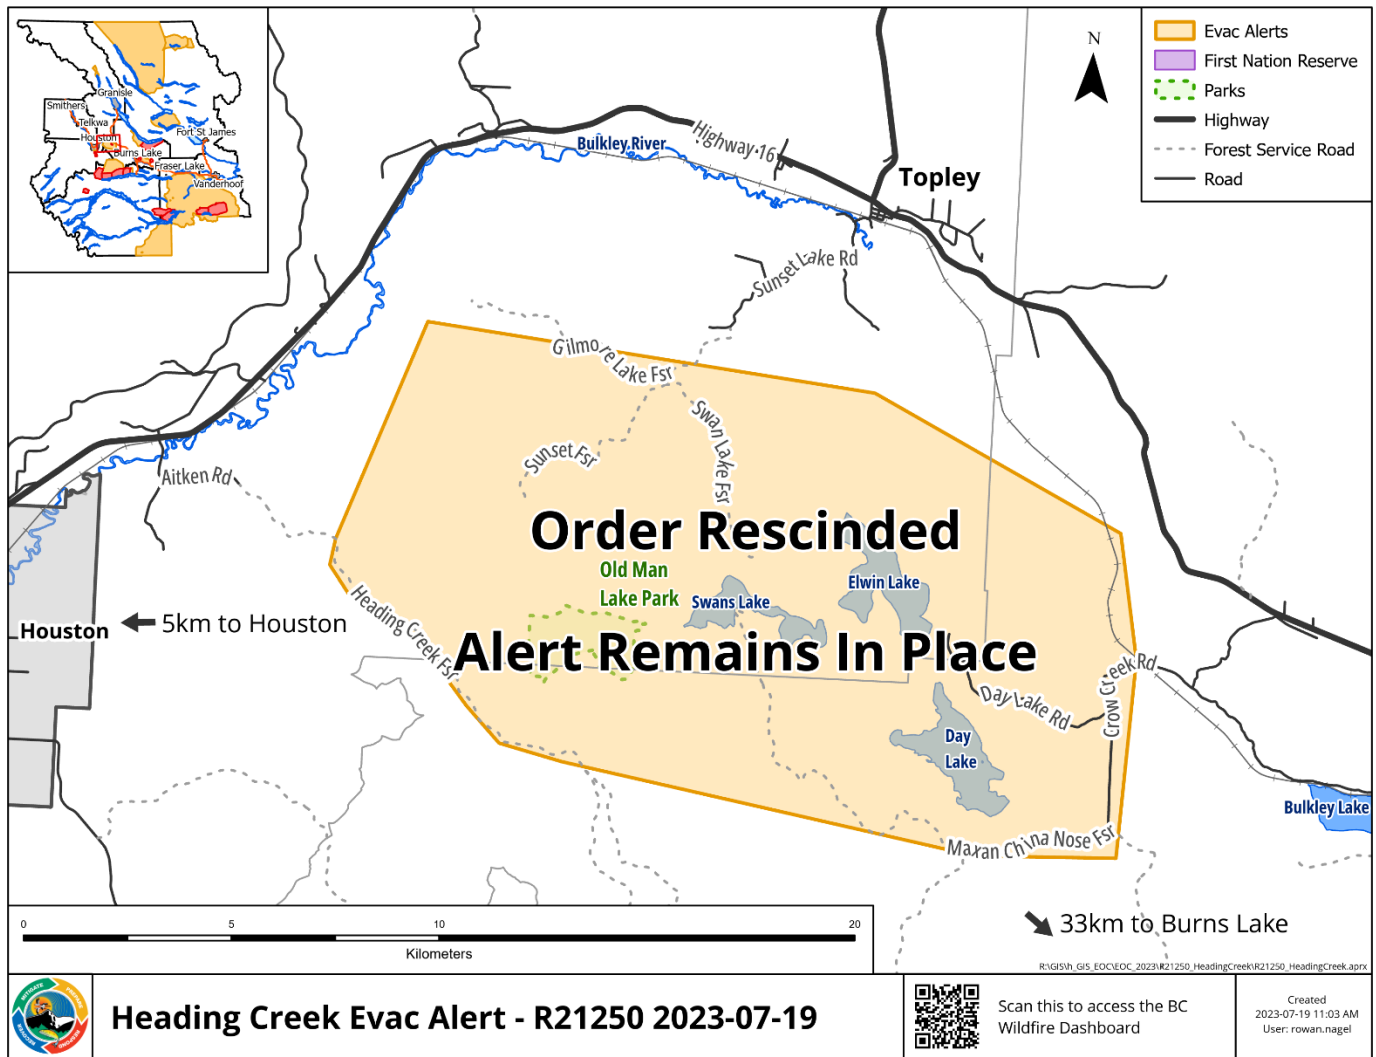 Smithers
Granisle
Telkwa
Houston
Burns Lake
Fort St James
Fraser Lake
Vanderhoof
N
Evac Alerts
First Nation Reserve
Parks
Highway
Forest Service Road
Road
Bulkley River
Highway 16
Topley
Sunset Lake Rd
Gilmore Lake Fsr
Swan Lake Fsr
Sunset Fsr
Aitken Rd
Order Rescinded
Old Man
Lake Park
Swans Lake
Elwin Lake
Heading Creek Fsr
Houston
5km to Houston
Alert Remains In Place
Day Lake Rd
Crow Creek Rd
Day
Lake
Bulkley Lake
Maxan China Nose Fsr
33km to Burns Lake
0 5 10 20
Kilometers
R:\GIS\h_GIS_EOC\EOC_2023\R21250_HeadingCreek\R21250_HeadingCreek.aprx
MITIGATE
PREPARE
RESPOND
RECOVER
Heading Creek Evac Alert - R21250 2023-07-19
Scan this to access the BC
Wildfire Dashboard
Created
2023-07-19 11:03 AM
User: rowan.nagel